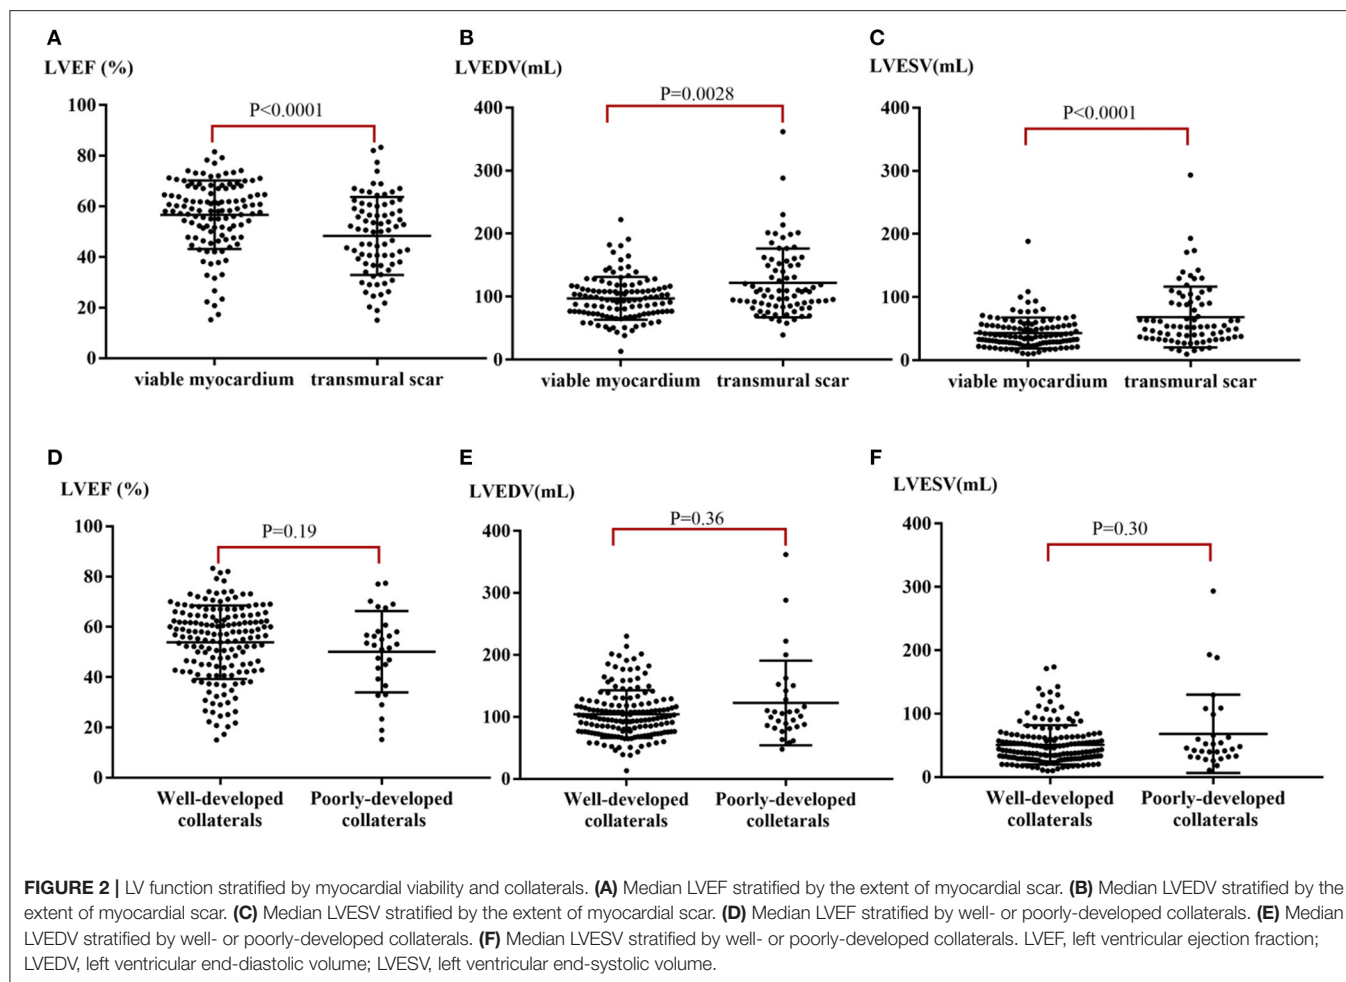 A
LVEF (%)
P<0.0001
100
80
60
40
20
0
viable myocardium transmural scar
B
LVEDV(mL)
P=0.0028
400
300
200
100
0
viable myocardium transmural scar
C
LVESV(mL)
P<0.0001
400
300
200
100
0
viable myocardium transmural scar
D
LVEF (%)
P=0.19
100
80
60
40
20
0
Well-developed Poorly-developed
collaterals collaterals
E
LVEDV(mL)
P=0.36
400
300
200
100
0
Well-developed Poorly-developed
collaterals colletarals
F
LVESV(mL)
P=0.30
400
300
200
100
0
Well-developed Poorly-developed
collaterals collaterals
FIGURE 2 | LV function stratified by myocardial viability and collaterals. (A) Median LVEF stratified by the extent of myocardial scar. (B) Median LVEDV stratified by the
extent of myocardial scar. (C) Median LVESV stratified by the extent of myocardial scar. (D) Median LVEF stratified by well- or poorly-developed collaterals. (E) Median
LVEDV stratified by well- or poorly-developed collaterals. (F) Median LVESV stratified by well- or poorly-developed collaterals. LVEF, left ventricular ejection fraction;
LVEDV, left ventricular end-diastolic volume; LVESV, left ventricular end-systolic volume.